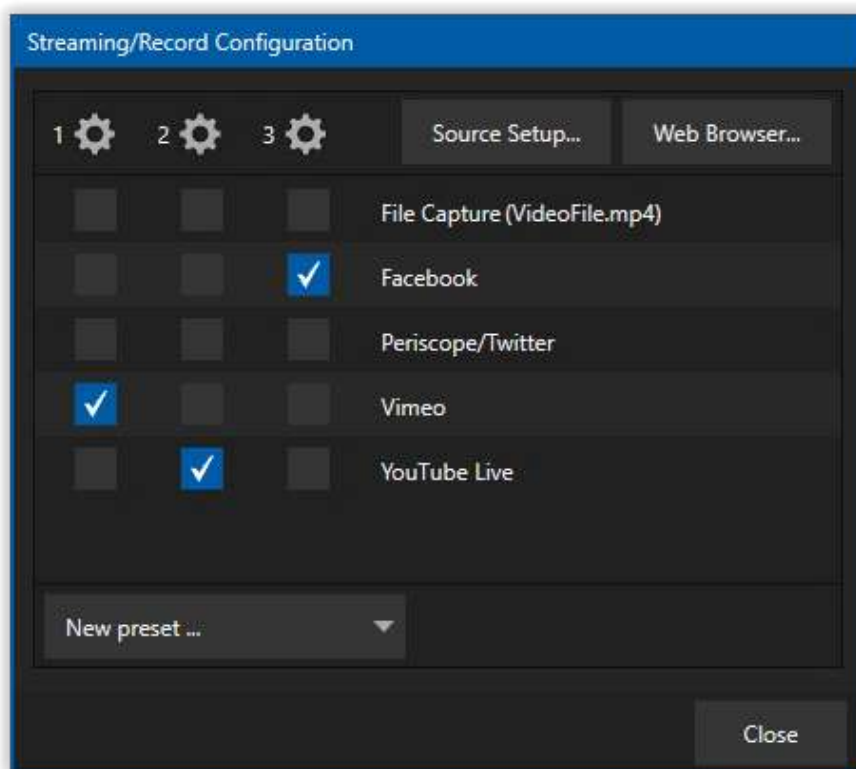 Streaming/Record Configuration
1 2 3 Source Setup... Web Browser...
File Capture (VideoFile.mp4)
Facebook
Periscope/Twitter
Vimeo
YouTube Live
New preset ...
Close